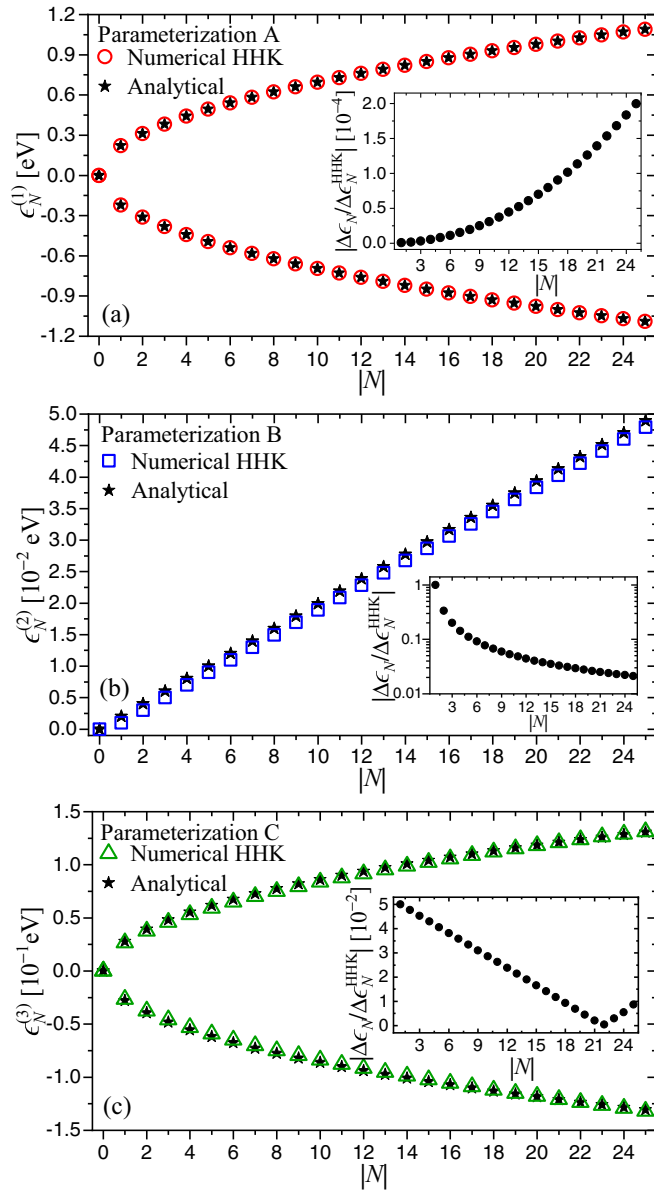 Parameterization A
Numerical HHK
Analytical
ϵ_N^(1) [eV]
1.2
0.9
0.6
0.3
0.0
-0.3
-0.6
-0.9
-1.2
|Δϵ_N/Δϵ_N^HHK| [10^−4]
2.0
1.5
1.0
0.5
0.0
3 6 9 12 15 18 21 24
|N|
(a)
0 2 4 6 8 10 12 14 16 18 20 22 24
|N|
Parameterization B
Numerical HHK
Analytical
ϵ_N^(2) [10^−2 eV]
5.0
4.5
4.0
3.5
3.0
2.5
2.0
1.5
1.0
0.5
0.0
|Δϵ_N/Δϵ_N^HHK|
1
0.1
0.01
3 6 9 12 15 18 21 24
|N|
(b)
0 2 4 6 8 10 12 14 16 18 20 22 24
|N|
Parameterization C
Numerical HHK
Analytical
ϵ_N^(3) [10^−1 eV]
1.5
1.0
0.5
0.0
-0.5
-1.0
-1.5
|Δϵ_N/Δϵ_N^HHK| [10^−2]
5
4
3
2
1
0
3 6 9 12 15 18 21 24
|N|
(c)
0 2 4 6 8 10 12 14 16 18 20 22 24
|N|